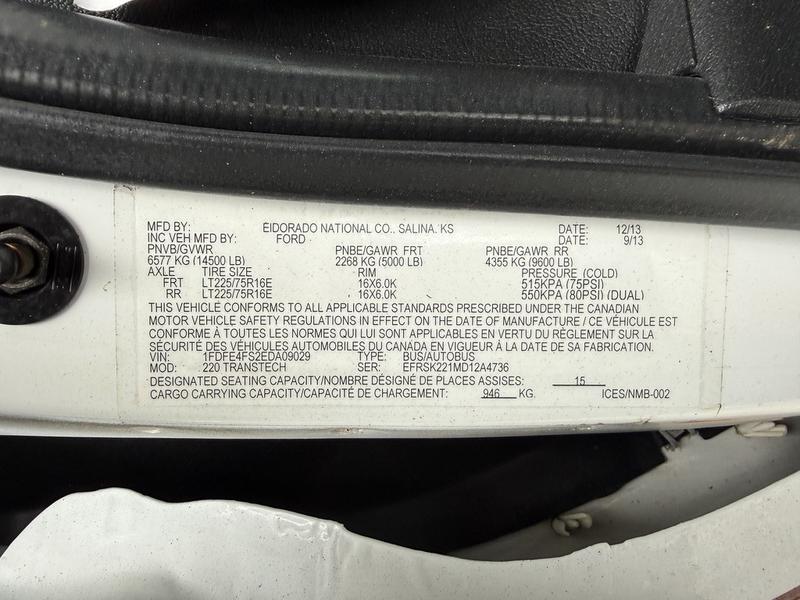 MFD BY: EIDORADO NATIONAL CO., SALINA, KS DATE: 12/13
INC VEH MFD BY: FORD DATE: 9/13
PNVB/GVWR PNBE/GAWR FRT PNBE/GAWR RR
6577 KG (14500 LB) 2268 KG (5000 LB) 4355 KG (9600 LB)
AXLE TIRE SIZE RIM PRESSURE (COLD)
FRT LT225/75R16E 16X6.0K 515KPA (75PSI)
RR LT225/75R16E 16X6.0K 550KPA (80PSI) (DUAL)
THIS VEHICLE CONFORMS TO ALL APPLICABLE STANDARDS PRESCRIBED UNDER THE CANADIAN
MOTOR VEHICLE SAFETY REGULATIONS IN EFFECT ON THE DATE OF MANUFACTURE / CE VÉHICULE EST
CONFORME À TOUTES LES NORMES QUI LUI SONT APPLICABLES EN VERTU DU RÈGLEMENT SUR LA
SÉCURITÉ DES VÉHICULES AUTOMOBILES DU CANADA EN VIGUEUR À LA DATE DE SA FABRICATION.
VIN: 1FDFE4FS2EDA09029 TYPE: BUS/AUTOBUS
MOD: 220 TRANSTECH SER: EFRSK221MD12A4736
DESIGNATED SEATING CAPACITY/NOMBRE DÉSIGNÉ DE PLACES ASSISES: 15
CARGO CARRYING CAPACITY/CAPACITÉ DE CHARGEMENT: 946 KG. ICES/NMB-002